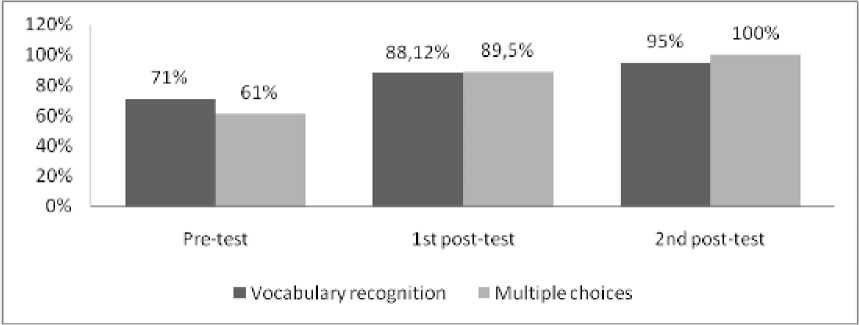 120%
100%
80%
60%
40%
20%
0%
71%
61%
88,12%
89,5%
95%
100%
Pre-test
1st post-test
2nd post-test
Vocabulary recognition
Multiple choices